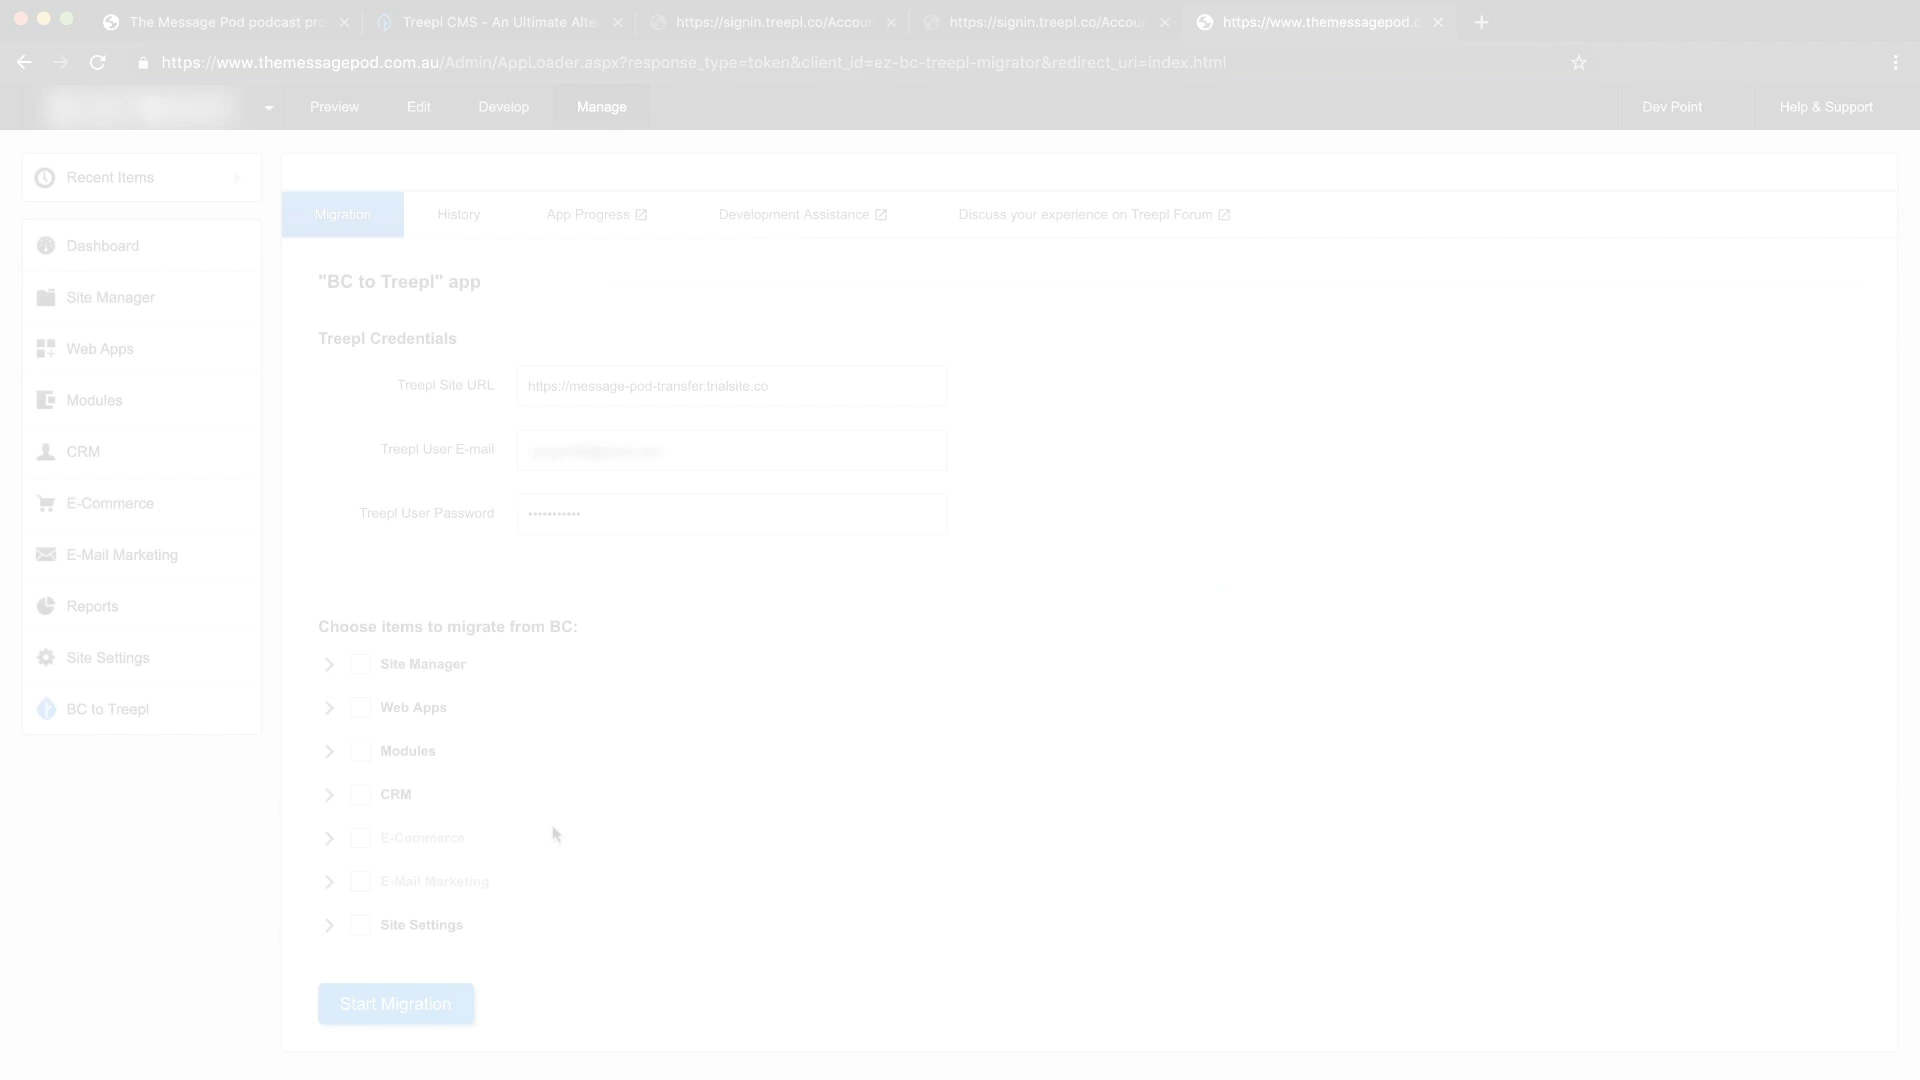 The Message Pod podcast pro
Treepl CMS - An Ultimate Alte
https://signin.treepl.co/Accoun
https://signin.treepl.co/Accoun
https://www.themessagepod.c
https://www.themessagepod.com.au/Admin/AppLoader.aspx?response_type=token&client_id=ez-bc-treepl-migrator&redirect_uri=index.html
Preview
Edit
Develop
Manage
Dev Point
Help & Support
Recent Items
Dashboard
Site Manager
Web Apps
Modules
CRM
E-Commerce
E-Mail Marketing
Reports
Site Settings
BC to Treepl
Migration
History
App Progress
Development Assistance
Discuss your experience on Treepl Forum
"BC to Treepl" app
Treepl Credentials
Treepl Site URL
https://message-pod-transfer.trialsite.co
Treepl User E-mail
Treepl User Password
Choose items to migrate from BC:
Site Manager
Web Apps
Modules
CRM
E-Commerce
E-Mail Marketing
Site Settings
Start Migration